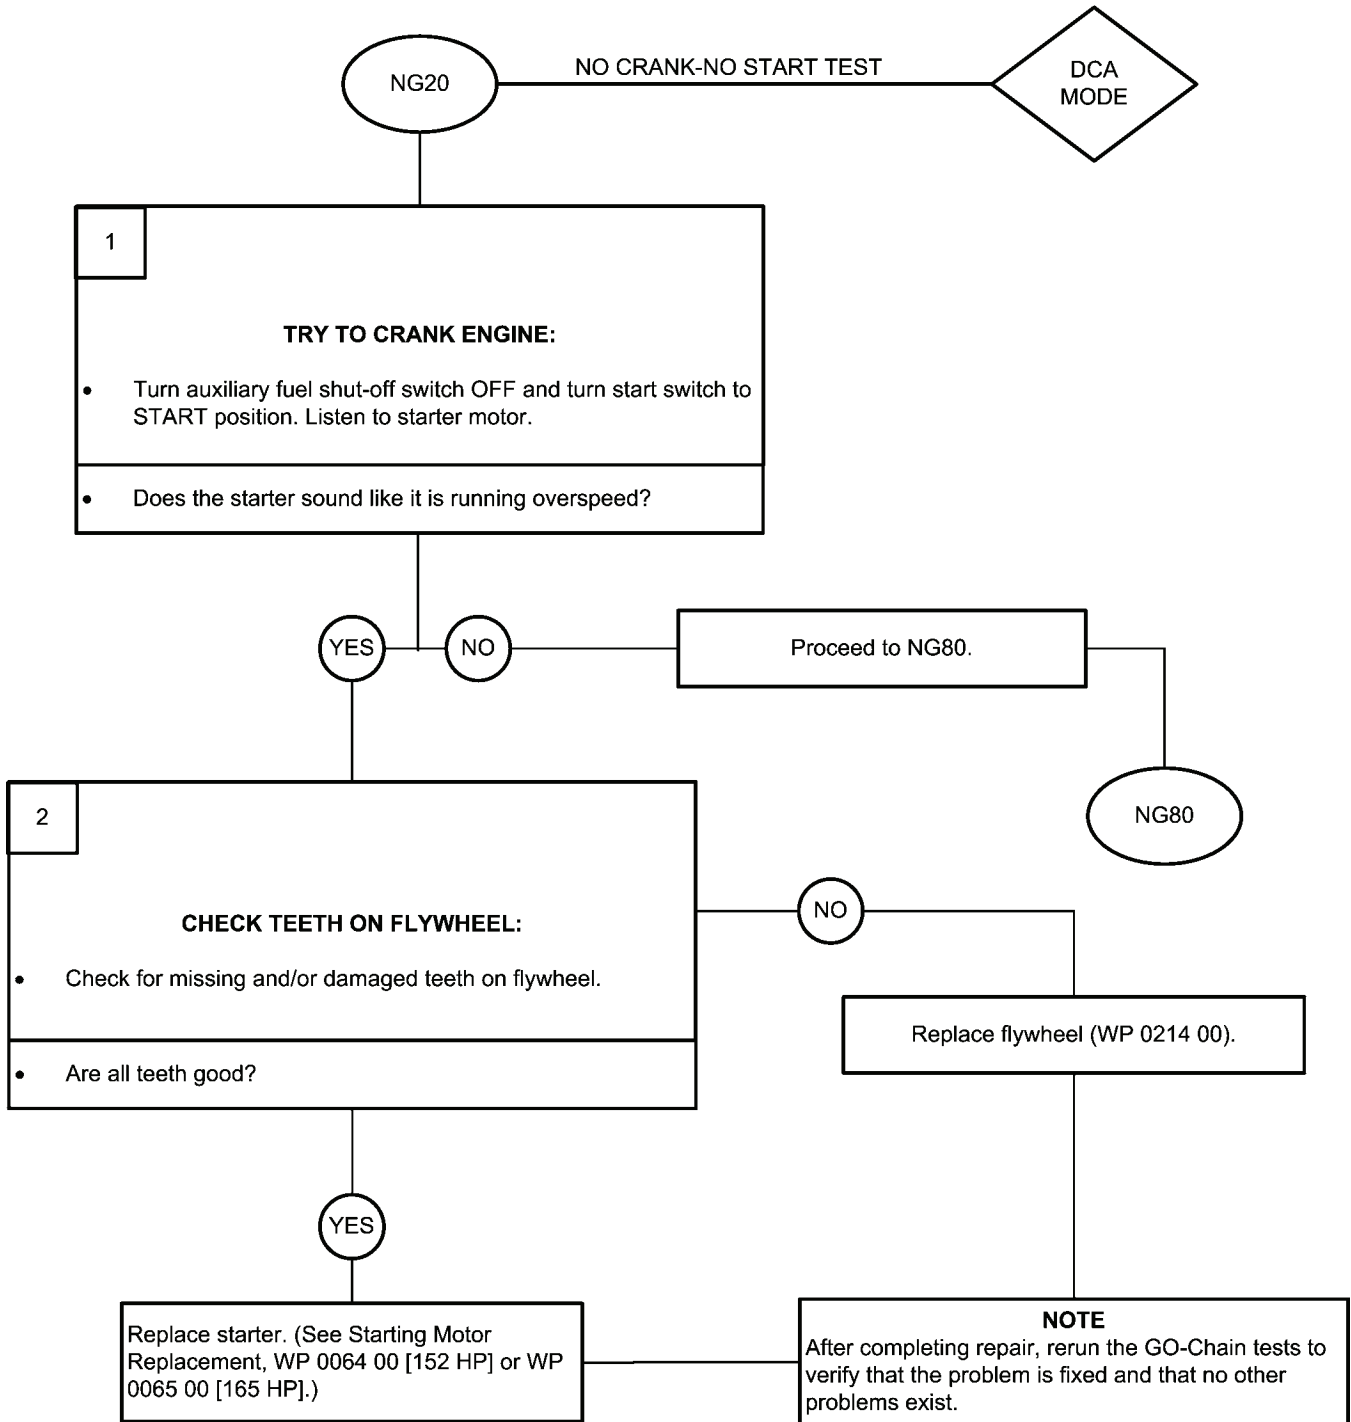 NG20
NO CRANK-NO START TEST
DCA
MODE
1
TRY TO CRANK ENGINE:
• Turn auxiliary fuel shut-off switch OFF and turn start switch to
START position. Listen to starter motor.
• Does the starter sound like it is running overspeed?
YES
NO
Proceed to NG80.
NG80
2
CHECK TEETH ON FLYWHEEL:
• Check for missing and/or damaged teeth on flywheel.
• Are all teeth good?
NO
Replace flywheel (WP 0214 00).
YES
Replace starter. (See Starting Motor
Replacement, WP 0064 00 [152 HP] or WP
0065 00 [165 HP].)
NOTE
After completing repair, rerun the GO-Chain tests to
verify that the problem is fixed and that no other
problems exist.